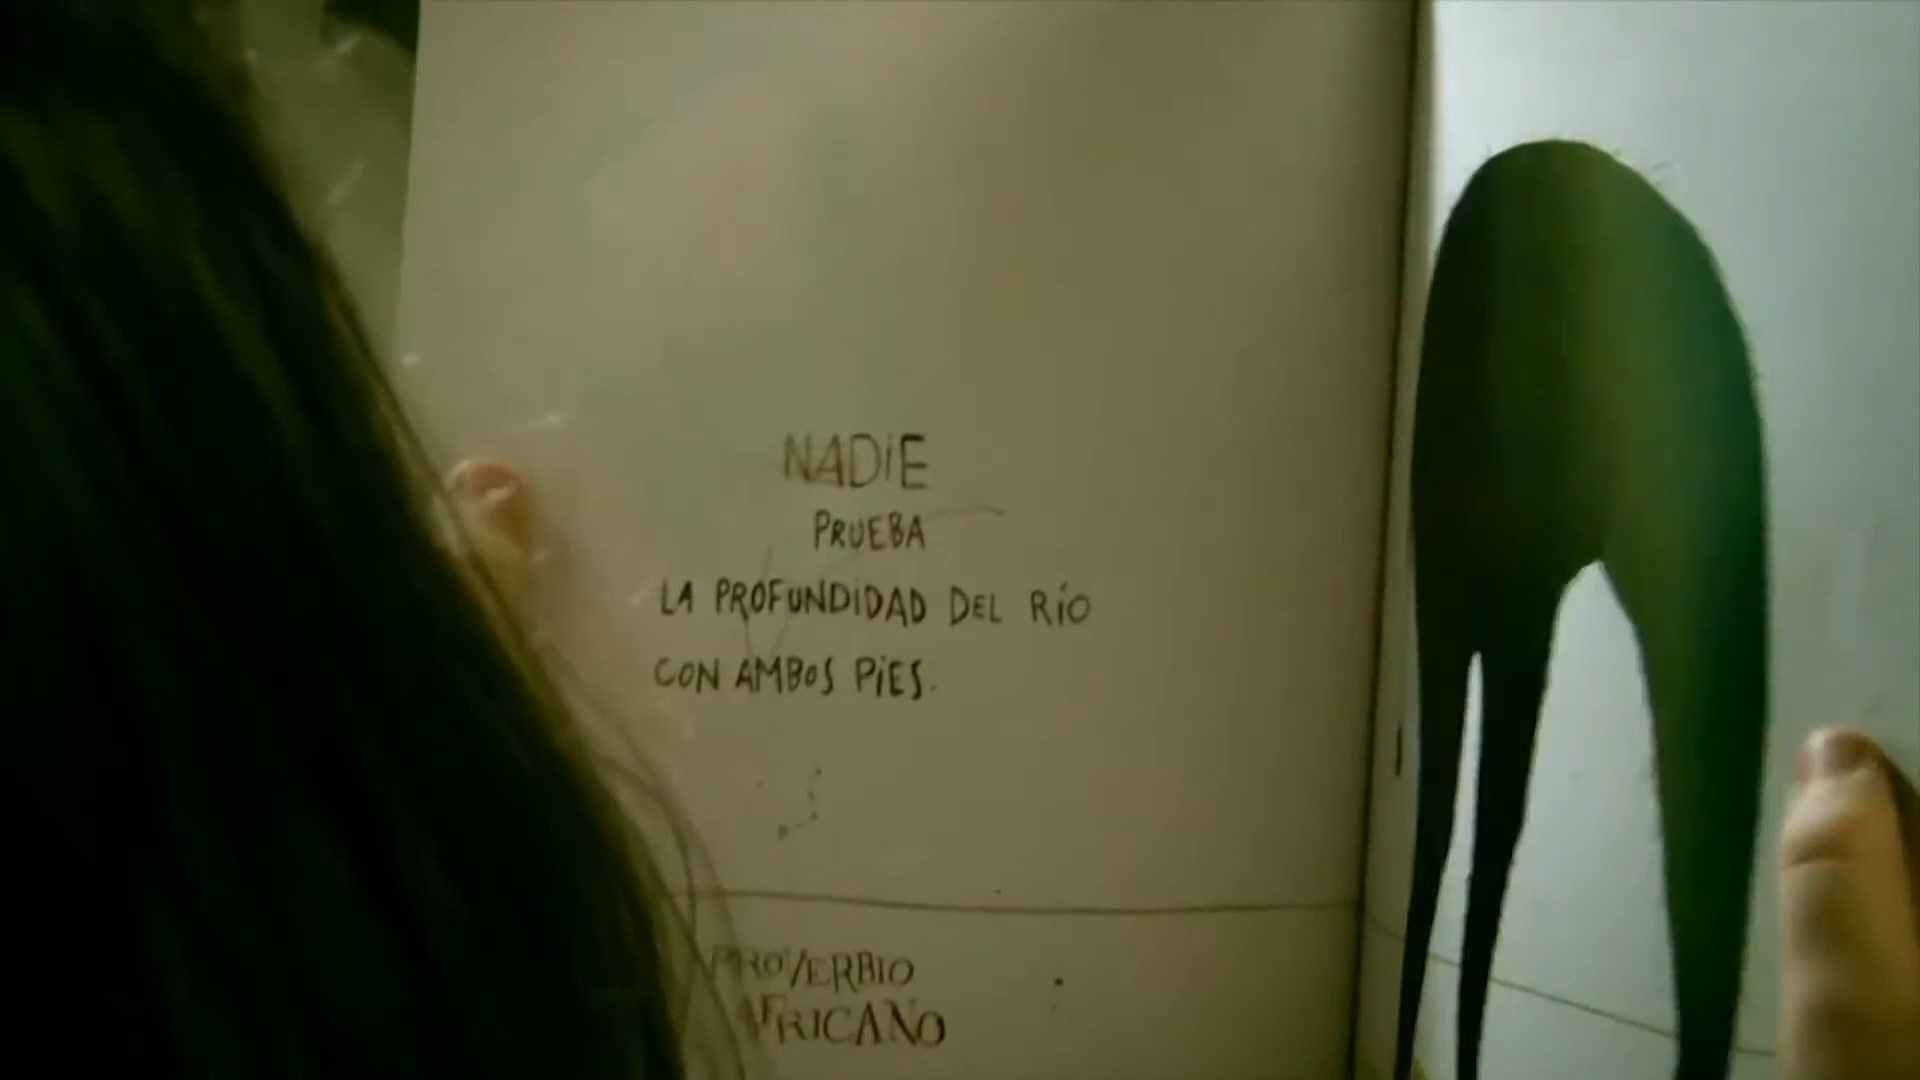 NADiE
PRUEBA
LA PROFUNDiDAD DEL RÍO
CON AMBOS PiES.
PROVERBIO
AFRICANO